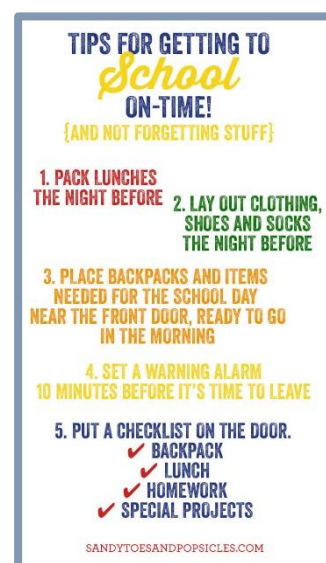 TIPS FOR GETTING TO
School
ON-TIME!
{AND NOT FORGETTING STUFF}
1. PACK LUNCHES
THE NIGHT BEFORE
2. LAY OUT CLOTHING,
SHOES AND SOCKS
THE NIGHT BEFORE
3. PLACE BACKPACKS AND ITEMS
NEEDED FOR THE SCHOOL DAY
NEAR THE FRONT DOOR, READY TO GO
IN THE MORNING
4. SET A WARNING ALARM
10 MINUTES BEFORE IT'S TIME TO LEAVE
5. PUT A CHECKLIST ON THE DOOR.
✔ BACKPACK
✔ LUNCH
✔ HOMEWORK
✔ SPECIAL PROJECTS
SANDYTOESANDPOPSICLES.COM